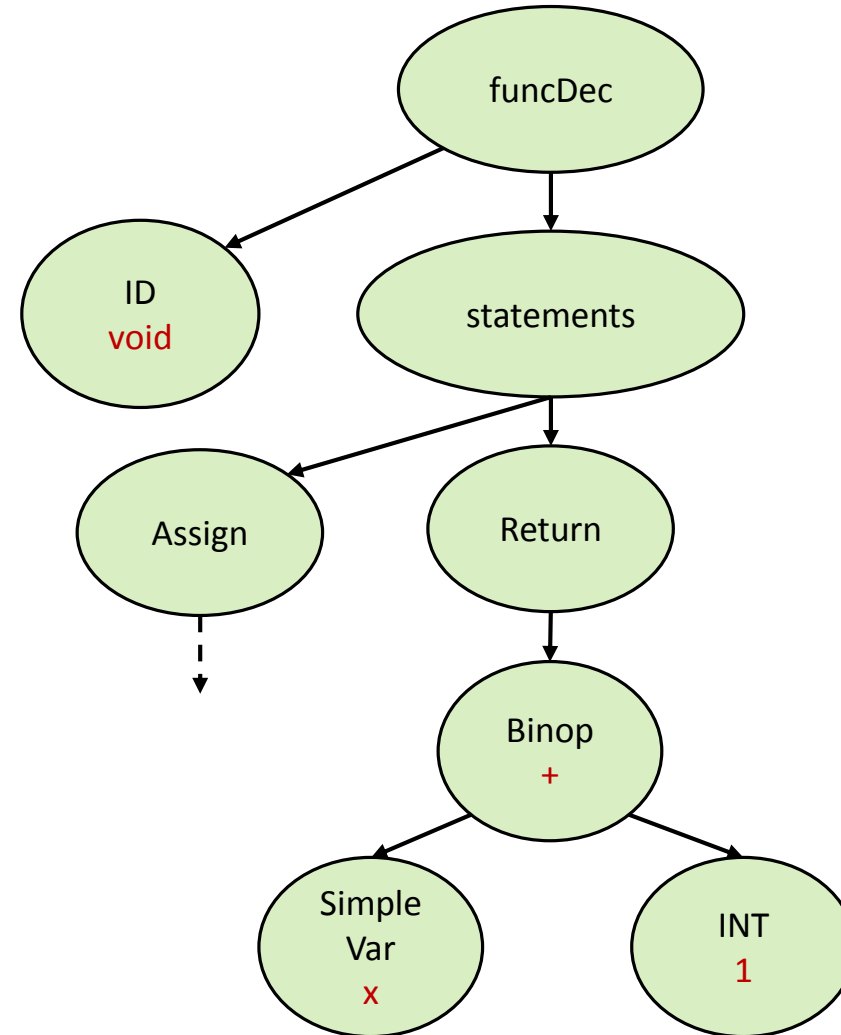 funcDec
ID
void
statements
Assign
Return
Binop
+
Simple
Var
x
INT
1